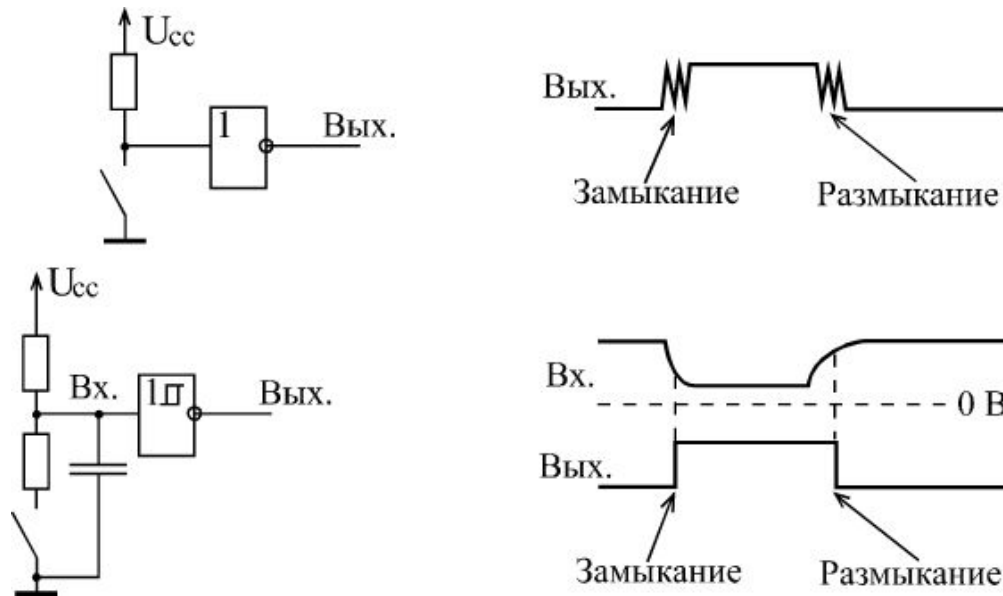 Ucc
1
Вых.
Вых.
Замыкание
Размыкание
Ucc
Вх.
1
Вых.
Вх.
0 В
Вых.
Замыкание
Размыкание